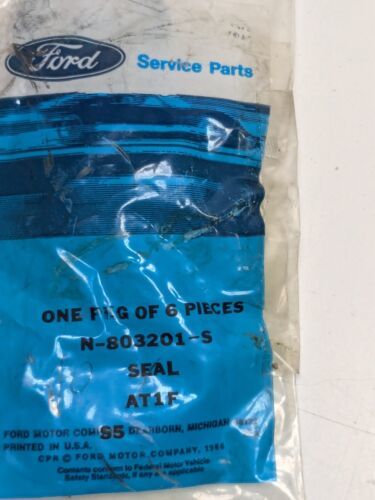 Ford
Service Parts
ONE PKG OF 6 PIECES
N-803201-S
SEAL
AT1F
FORD MOTOR COM S5 DEARBORN, MICHIGAN
PRINTED IN U.S.A.
© FORD MOTOR COMPANY,
Contents conform to Federal Motor Vehicle
Safety Standards, if any are applicable